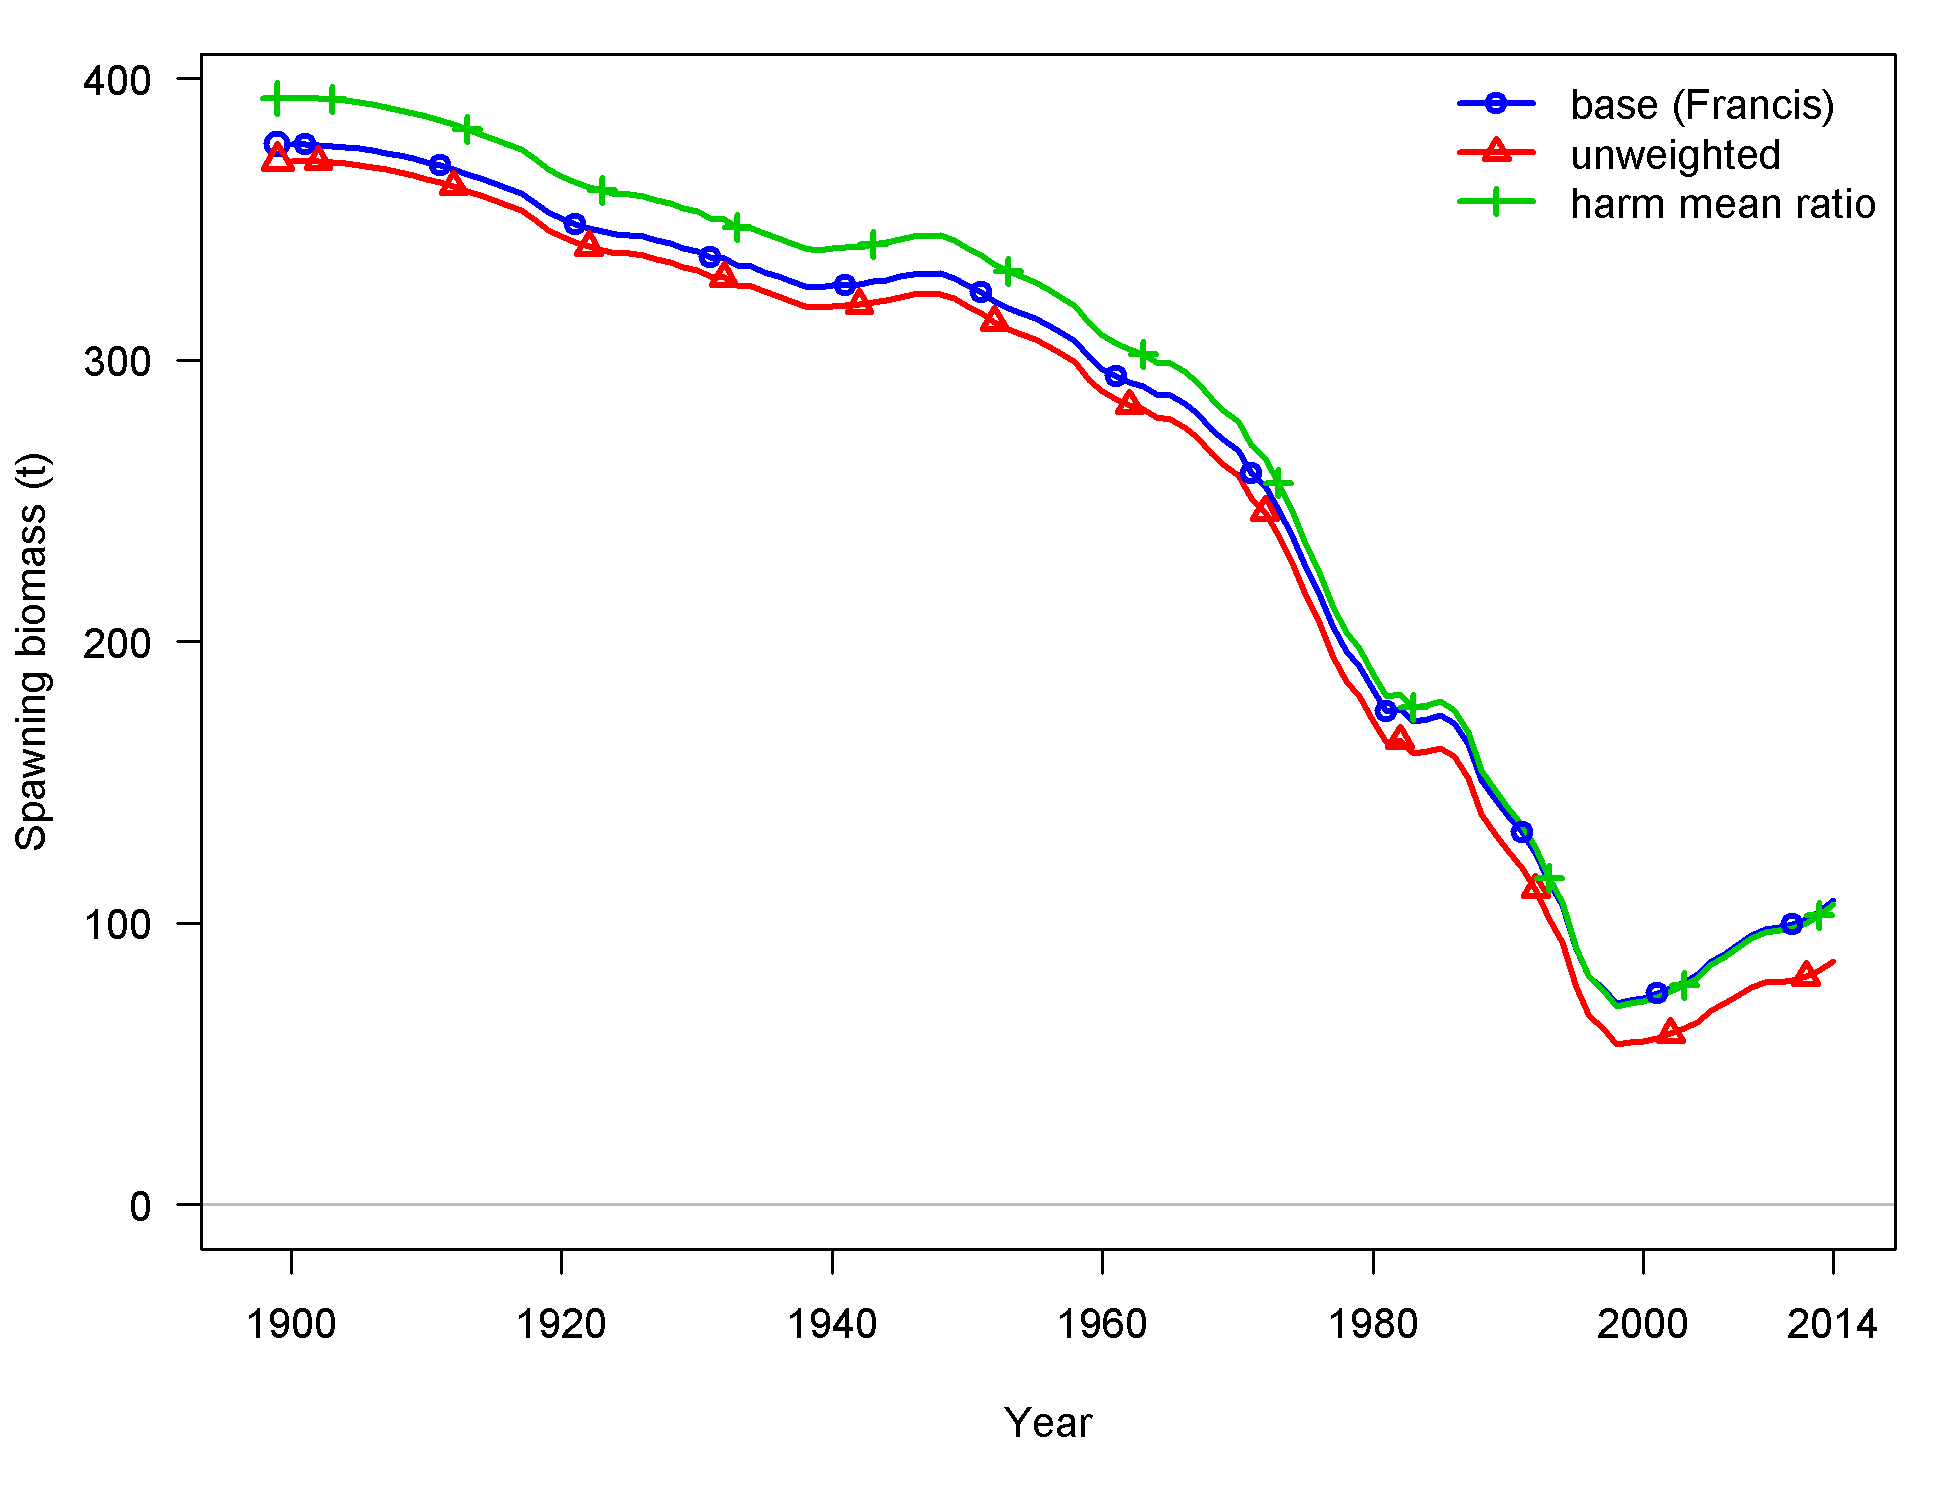 400
300
200
100
0
Spawning biomass (t)
base (Francis)
unweighted
harm mean ratio
1900 1920 1940 1960 1980 2000 2014
Year